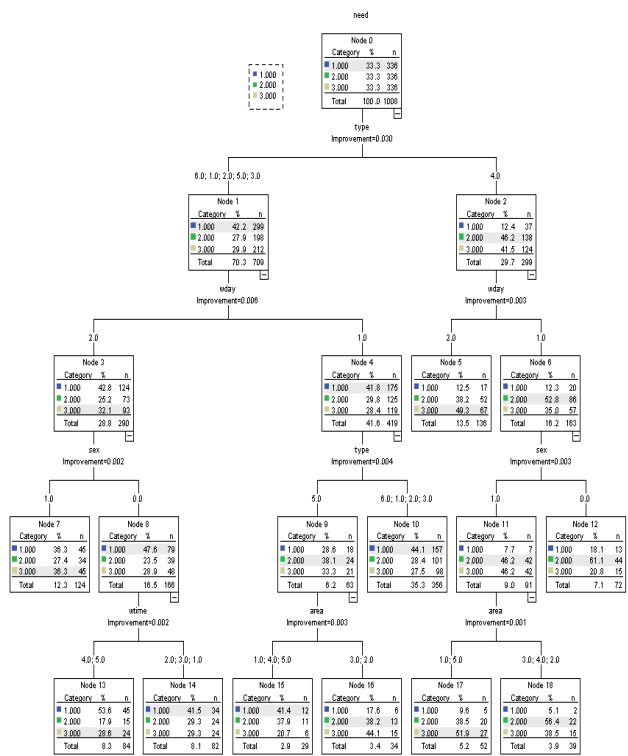 need
Node 0
Category % n
1.000 33.3 336
2.000 33.3 336
3.000 33.3 336
Total 100.0 1008
1.000
2.000
3.000
type
Improvement=0.030
6.0; 1.0; 2.0; 5.0; 3.0
4.0
Node 1
Category % n
1.000 42.2 299
2.000 27.9 198
3.000 29.9 212
Total 70.3 709
Node 2
Category % n
1.000 12.4 37
2.000 46.2 138
3.000 41.5 124
Total 29.7 299
wday
Improvement=0.006
wday
Improvement=0.003
2.0
1.0
2.0
1.0
Node 3
Category % n
1.000 42.8 124
2.000 25.2 73
3.000 32.1 93
Total 28.8 290
Node 4
Category % n
1.000 41.8 175
2.000 29.8 125
3.000 28.4 119
Total 41.6 419
Node 5
Category % n
1.000 12.5 17
2.000 38.2 52
3.000 49.3 67
Total 13.5 136
Node 6
Category % n
1.000 12.3 20
2.000 52.8 86
3.000 35.0 57
Total 16.2 163
sex
Improvement=0.002
type
Improvement=0.004
sex
Improvement=0.003
1.0
0.0
5.0
6.0; 1.0; 2.0; 3.0
1.0
0.0
Node 7
Category % n
1.000 36.3 45
2.000 27.4 34
3.000 36.3 45
Total 12.3 124
Node 8
Category % n
1.000 47.6 79
2.000 23.5 39
3.000 28.9 48
Total 16.5 166
Node 9
Category % n
1.000 28.6 18
2.000 38.1 24
3.000 33.3 21
Total 6.2 63
Node 10
Category % n
1.000 44.1 157
2.000 28.4 101
3.000 27.5 98
Total 35.3 356
Node 11
Category % n
1.000 7.7 7
2.000 46.2 42
3.000 46.2 42
Total 9.0 91
Node 12
Category % n
1.000 18.1 13
2.000 61.1 44
3.000 20.8 15
Total 7.1 72
wtime
Improvement=0.002
area
Improvement=0.003
area
Improvement=0.001
4.0; 5.0
2.0; 3.0; 1.0
1.0; 4.0; 5.0
3.0; 2.0
1.0; 5.0
3.0; 4.0; 2.0
Node 13
Category % n
1.000 53.6 45
2.000 17.9 15
3.000 28.6 24
Total 8.3 84
Node 14
Category % n
1.000 41.5 34
2.000 29.3 24
3.000 29.3 24
Total 8.1 82
Node 15
Category % n
1.000 41.4 12
2.000 37.9 11
3.000 20.7 6
Total 2.9 29
Node 16
Category % n
1.000 17.6 6
2.000 38.2 13
3.000 44.1 15
Total 3.4 34
Node 17
Category % n
1.000 9.6 5
2.000 38.5 20
3.000 51.9 27
Total 5.2 52
Node 18
Category % n
1.000 5.1 2
2.000 56.4 22
3.000 38.5 15
Total 3.9 39